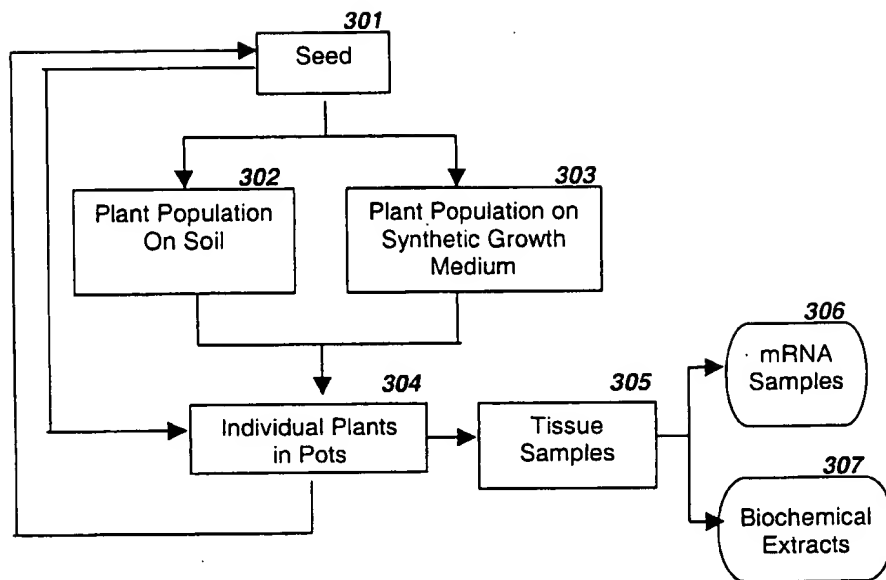 301
Seed
302
Plant Population
On Soil
303
Plant Population on
Synthetic Growth
Medium
304
Individual Plants
in Pots
305
Tissue
Samples
306
mRNA
Samples
307
Biochemical
Extracts